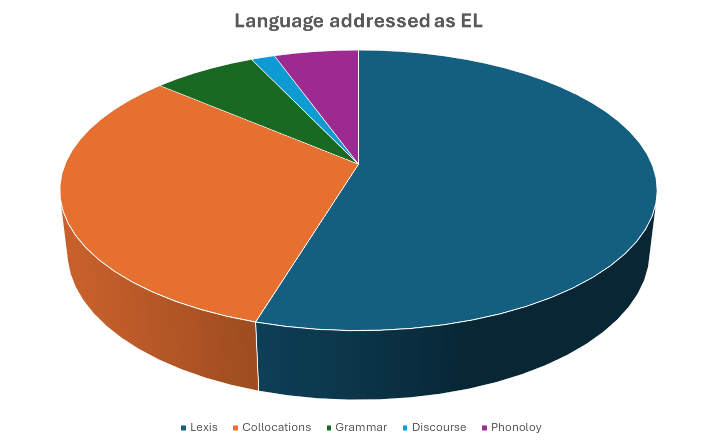 Language addressed as EL
Lexis Collocations Grammar Discourse Phonoloy